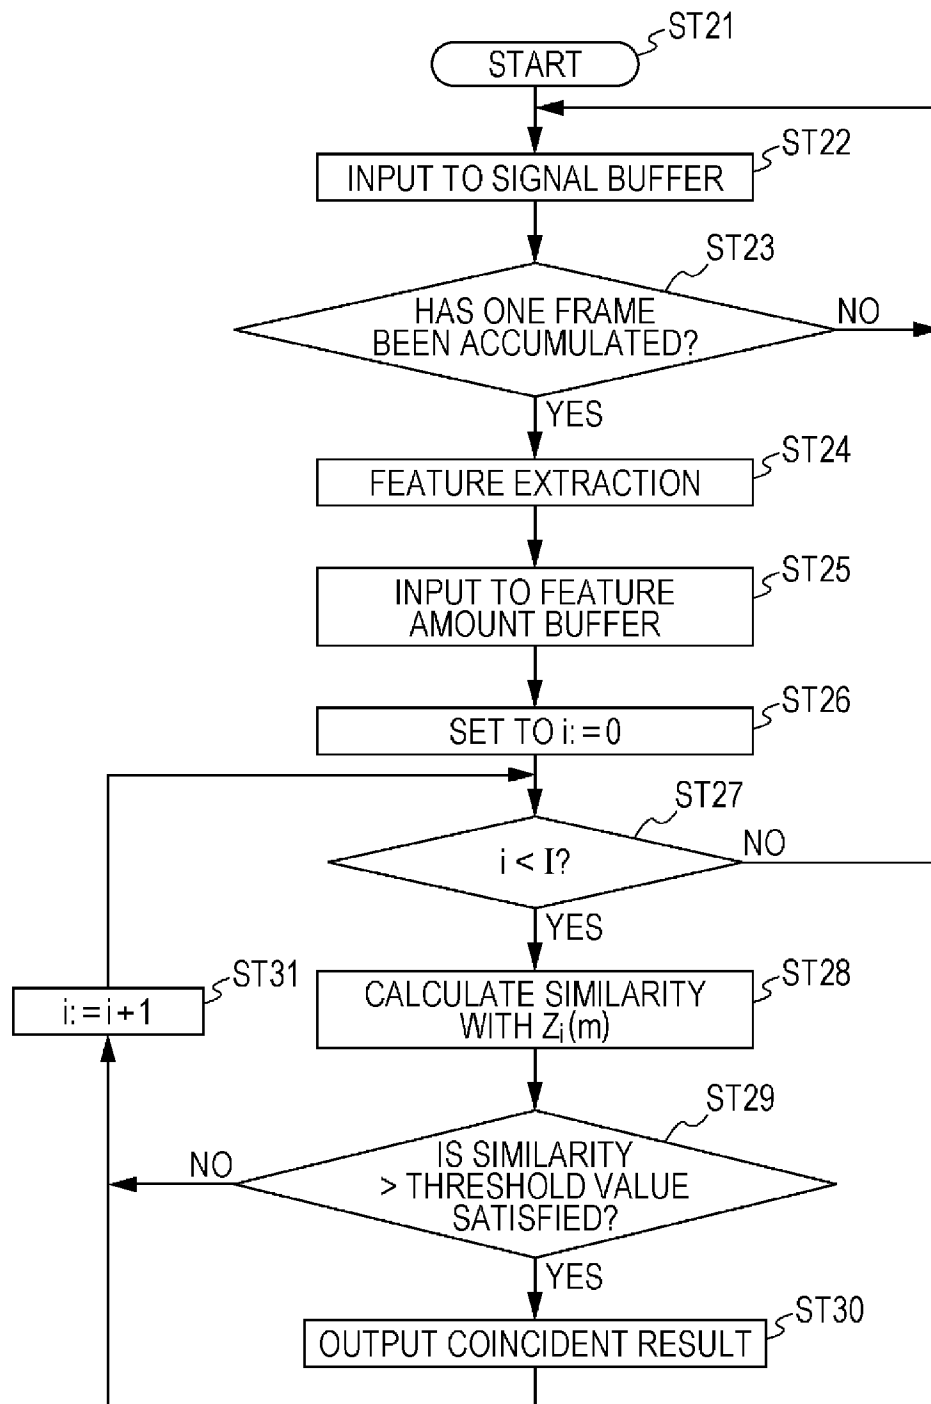 ST21
START
ST22
INPUT TO SIGNAL BUFFER
ST23
HAS ONE FRAME
BEEN ACCUMULATED?
NO
YES
ST24
FEATURE EXTRACTION
ST25
INPUT TO FEATURE
AMOUNT BUFFER
ST26
SET TO i:=0
ST27
i < I?
NO
YES
ST31
i:=i+1
ST28
CALCULATE SIMILARITY
WITH Zi(m)
ST29
IS SIMILARITY
> THRESHOLD VALUE
SATISFIED?
NO
YES
ST30
OUTPUT COINCIDENT RESULT